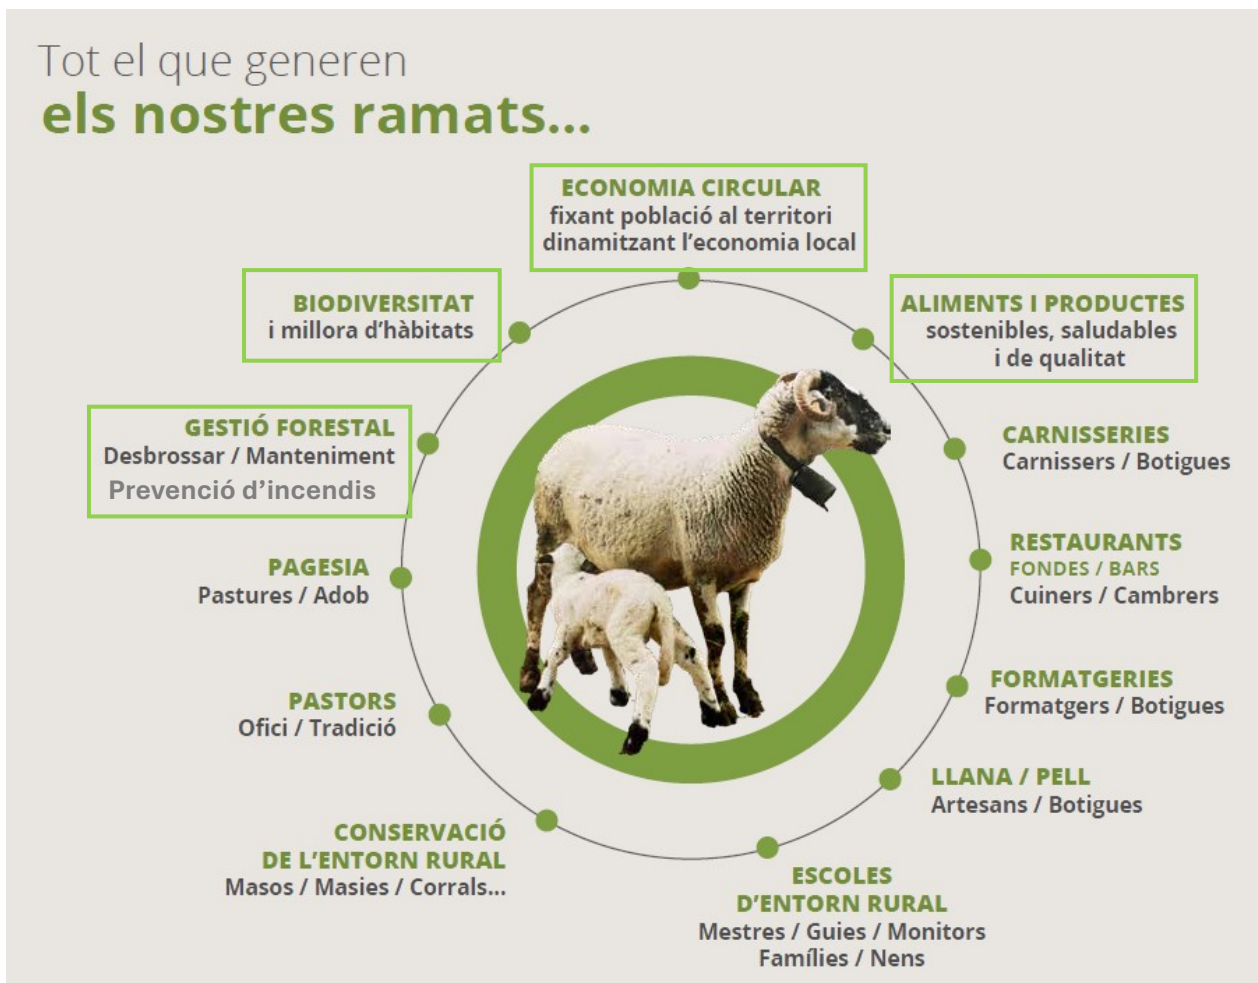 Tot el que generen
els nostres ramats...
ECONOMIA CIRCULAR
fixant població al territori
dinamitzant l'economia local
BIODIVERSITAT
i millora d'hàbitats
ALIMENTS I PRODUCTES
sostenibles, saludables
i de qualitat
GESTIÓ FORESTAL
Desbrossar / Manteniment
Prevenció d'incendis
CARNISSERIES
Carnissers / Botigues
PAGESIA
Pastures / Adob
RESTAURANTS
FONDES / BARS
Cuiners / Cambrers
PASTORS
Ofici / Tradició
FORMATGERIES
Formatgers / Botigues
LLANA / PELL
Artesans / Botigues
CONSERVACIÓ
DE L'ENTORN RURAL
Masos / Masies / Corrals...
ESCOLES
D'ENTORN RURAL
Mestres / Guies / Monitors
Famílies / Nens